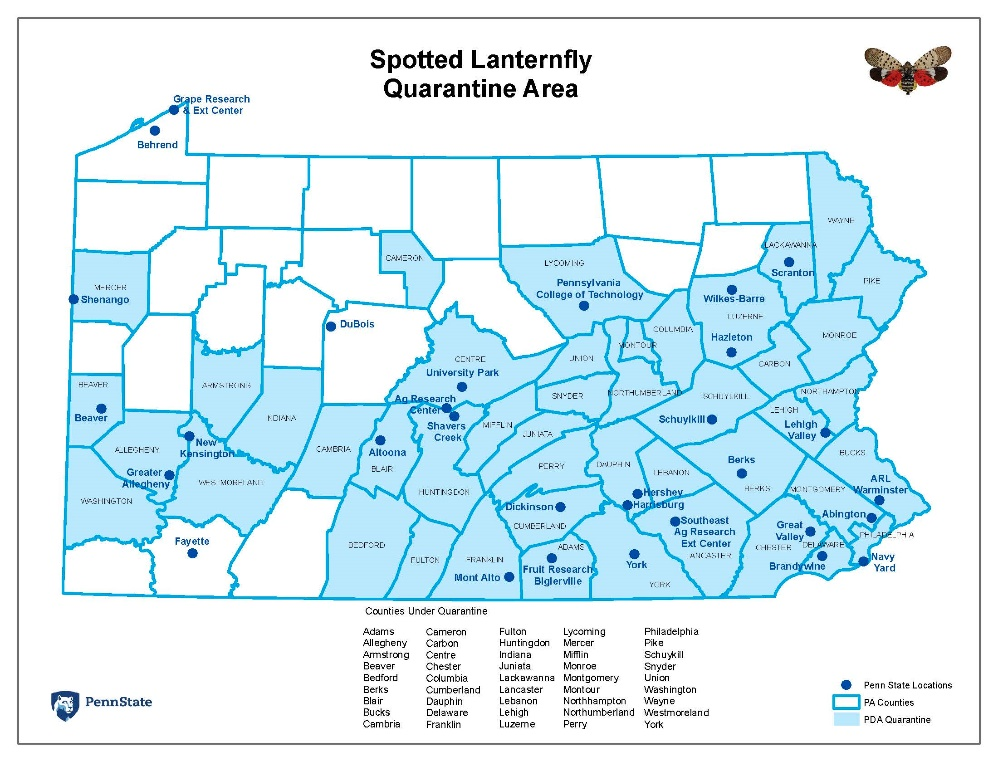 Spotted Lanternfly
Quarantine Area
Grape Research
& Ext Center
Behrend
WAYNE
LACKAWANNA
Scranton
CAMERON
LYCOMING
Pennsylvania
College of Technology
PIKE
MERCER
Shenango
Wilkes-Barre
LUZERNE
DuBois
COLUMBIA
Hazleton
MONROE
MONTOUR
UNION
CENTRE
University Park
CARBON
BEAVER
Beaver
ARMSTRONG
INDIANA
Ag Research
Center
Shavers
Creek
SNYDER
NORTHUMBERLAND
SCHUYLKILL
Schuylkill
NORTHAMPTON
LEHIGH
Lehigh
Valley
MIFFLIN
JUNIATA
ALLEGHENY
New
Kensington
CAMBRIA
Altoona
BLAIR
Greater
Allegheny
WESTMORELAND
WASHINGTON
PERRY
DAUPHIN
LEBANON
Berks
BERKS
MONTGOMERY
BUCKS
ARL
Warminster
HUNTINGDON
Hershey
Harrisburg
Dickinson
CUMBERLAND
Southeast
Ag Research
Ext Center
Abington
Great
Valley
PHILADELPHIA
DELAWARE
CHESTER
Brandywine
Navy
Yard
Fayette
BEDFORD
FULTON
FRANKLIN
Mont Alto
ADAMS
Fruit Research
Biglerville
York
YORK
LANCASTER
Counties Under Quarantine
Adams Cameron Fulton Lycoming Philadelphia
Allegheny Carbon Huntingdon Mercer Pike
Armstrong Centre Indiana Mifflin Schuykill
Beaver Chester Juniata Monroe Snyder
Bedford Columbia Lackawanna Montgomery Union
Berks Cumberland Lancaster Montour Washington
Blair Dauphin Lebanon Northhampton Wayne
Bucks Delaware Lehigh Northumberland Westmoreland
Cambria Franklin Luzerne Perry York
PennState
Penn State Locations
PA Counties
PDA Quarantine